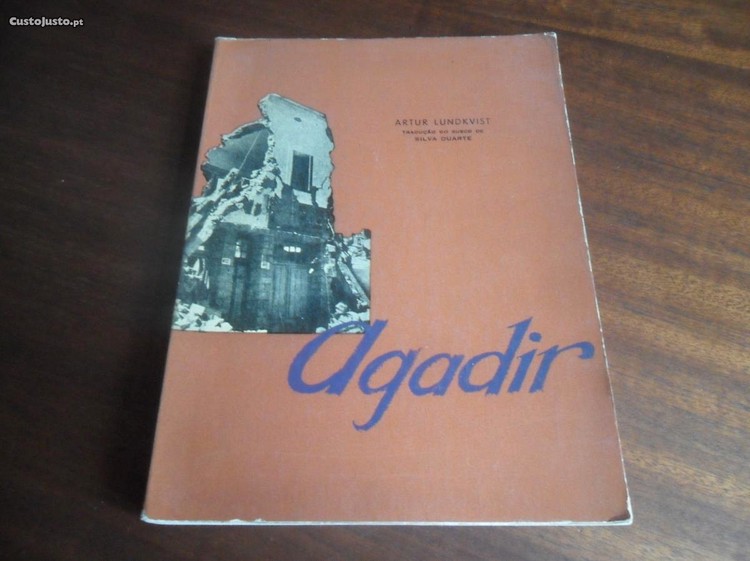 CustoJusto.pt
ARTUR LUNDKVIST
TRADUÇÃO DO SUECO DE
SILVA DUARTE
Agadir